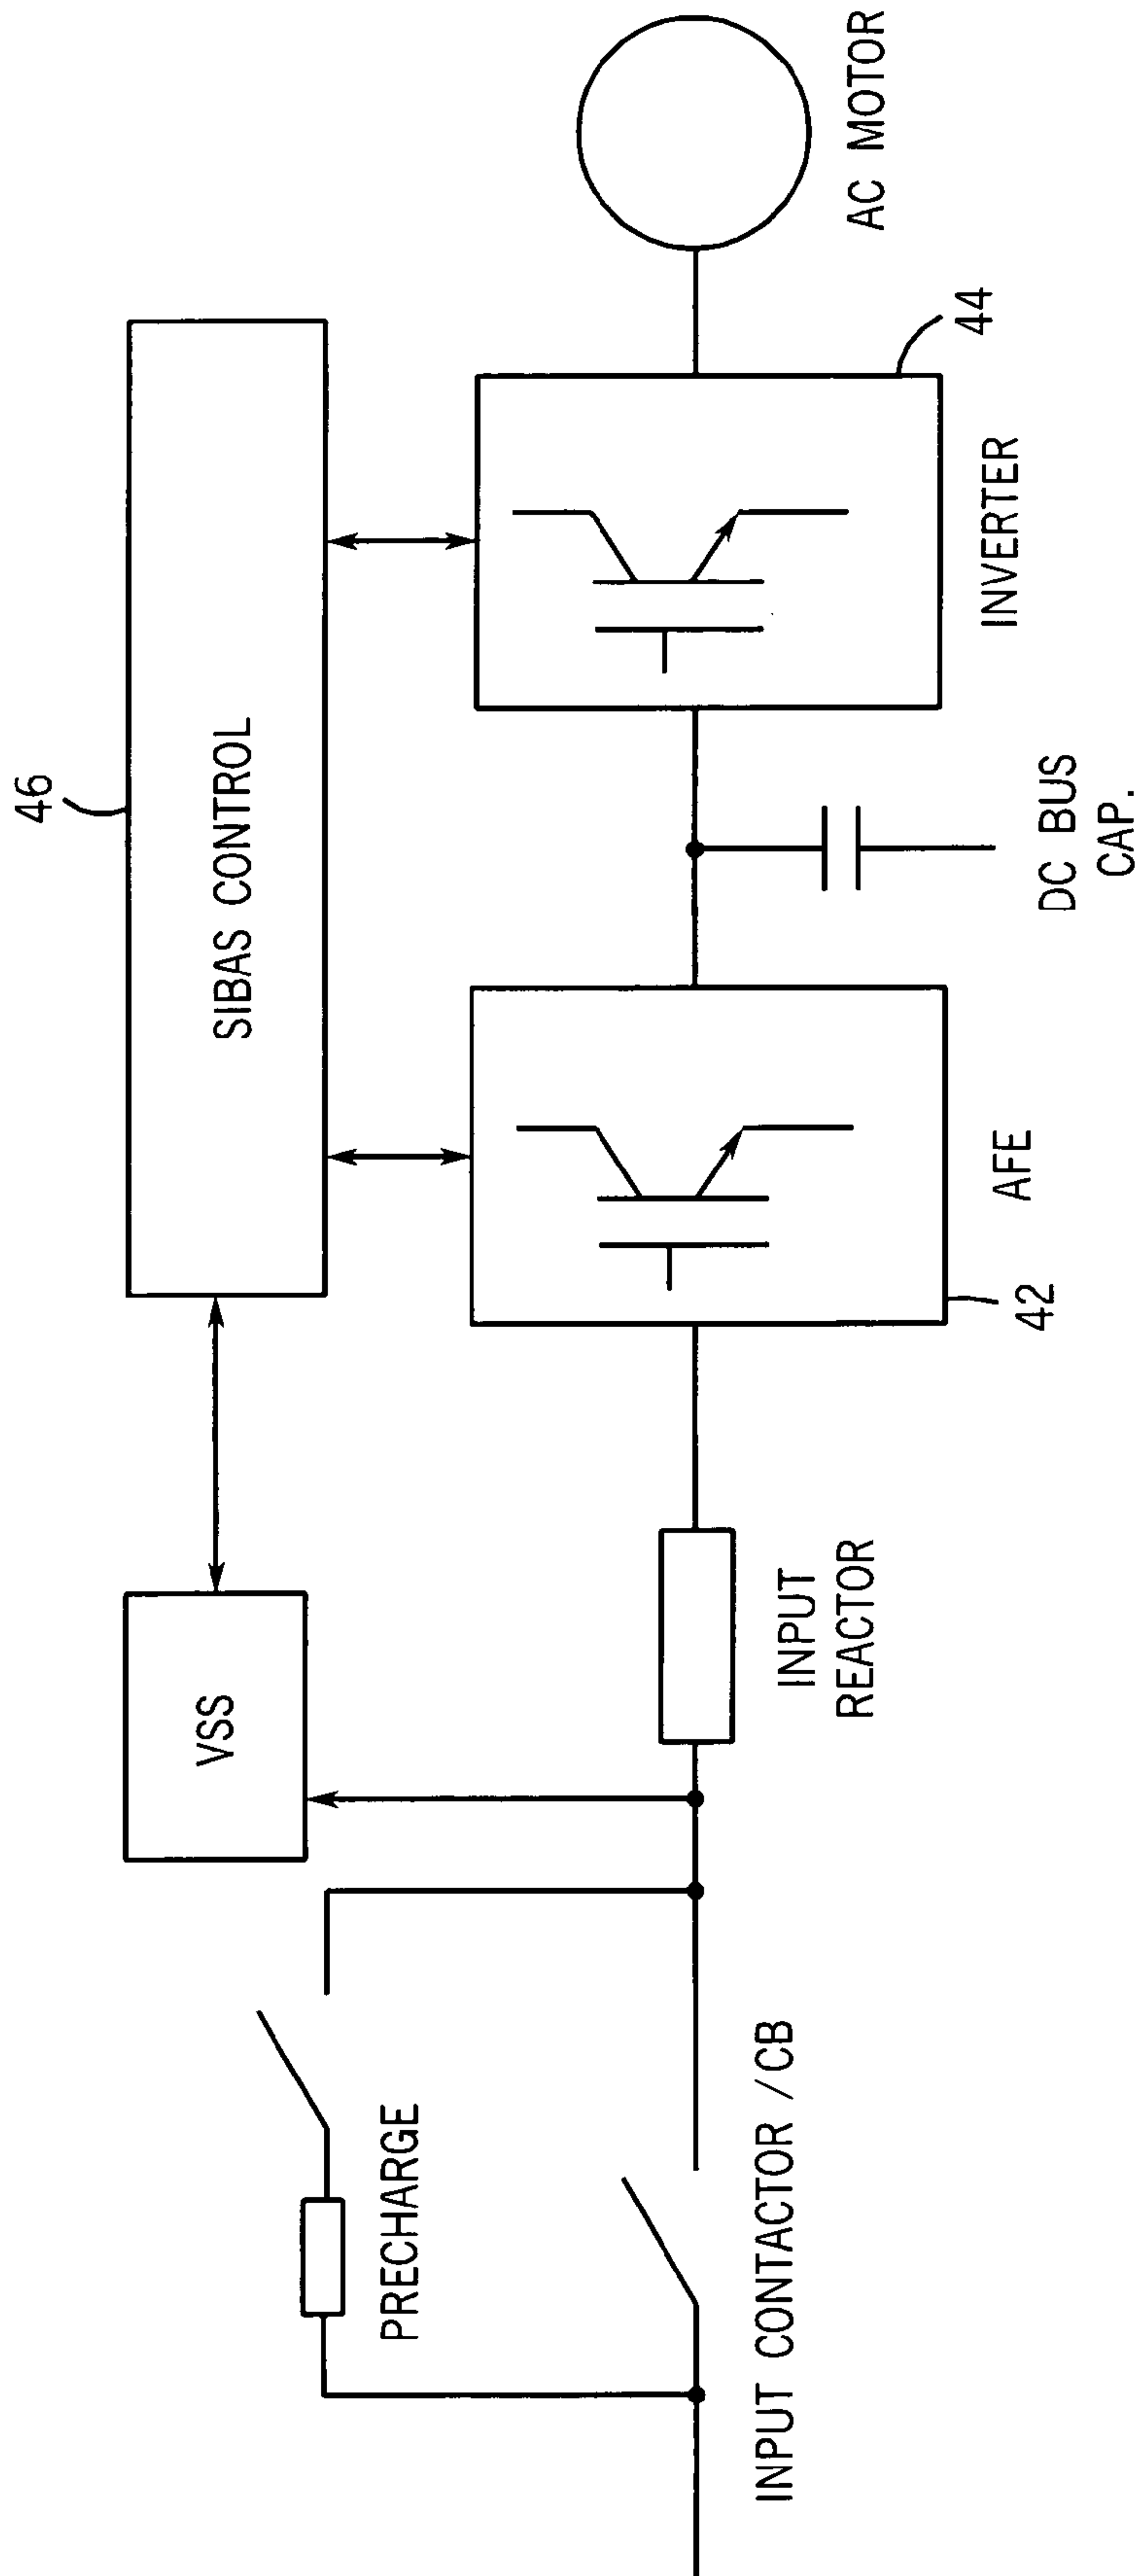 46
SIBAS CONTROL
VSS
PRECHARGE
INPUT CONTACTOR / CB
INPUT
REACTOR
42
AFE
DC BUS
CAP.
INVERTER
44
AC MOTOR